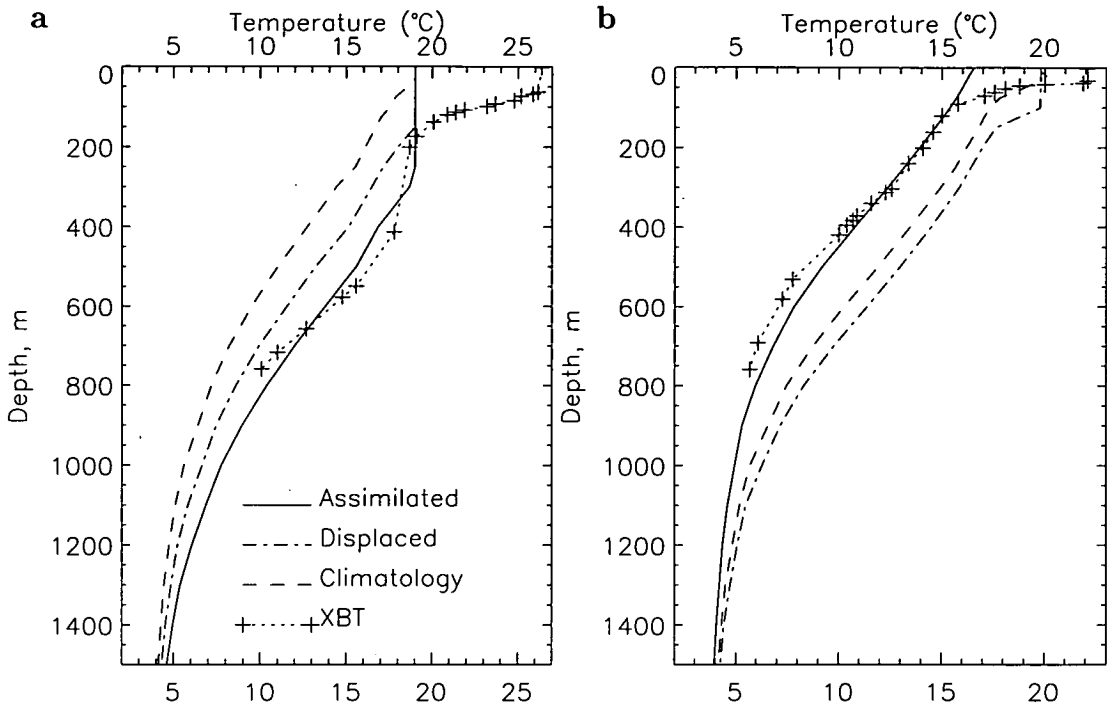 a
Temperature (°C)
5 10 15 20 25
0
200
400
600
800
1000
1200
1400
Depth, m
Assimilated
Displaced
Climatology
XBT
5 10 15 20 25
b
Temperature (°C)
5 10 15 20
0
200
400
600
800
1000
1200
1400
Depth, m
5 10 15 20